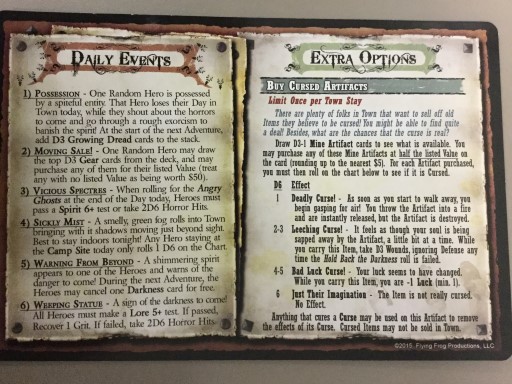 DAILY EVENTS
1) POSSESSION - One Random Hero is possessed
by a spiteful entity. That Hero loses their Day in
Town today, while they shout about the horrors
to come and go through a rough exorcism to
banish the spirit! At the start of the next Adventure,
add D3 Growing Dread cards to the stack.
2) MOVING SALE! - One Random Hero may draw
the top D3 Gear cards from the deck, and may
purchase any of them for their listed Value (treat
any with no listed Value as being worth $50).
3) VICIOUS SPECTRES - When rolling for the Angry
Ghosts at the end of the Day today, Heroes must
pass a Spirit 6+ test or take 2D6 Horror Hits.
4) SICKLY MIST - A smelly, green fog rolls into Town
bringing with it shadows moving just beyond sight.
Best to stay indoors tonight! Any Hero staying at
the Camp Site today only rolls 1 D6 on the Chart.
5) WARNING FROM BEYOND - A shimmering spirit
appears to one of the Heroes and warns of the
danger to come! During the next Adventure, the
Heroes may cancel one Darkness card for free.
6) WEEPING STATUE - A sign of the darkness to come!
All Heroes must make a Lore 5+ test. If passed,
Recover 1 Grit. If failed, take 2D6 Horror Hits.
EXTRA OPTIONS
BUY CURSED ARTIFACTS
Limit Once per Town Stay
There are plenty of folks in Town that want to sell off old
Items they believe to be cursed! You might be able to find quite
a deal! Besides, what are the chances that the curse is real?
Draw D3-1 Mine Artifact cards to see what is available. You
may purchase any of these Mine Artifacts at half the listed Value on
the card (rounding up to the nearest $5). For each Artifact purchased,
you must then roll on the chart below to see if it is Cursed.
D6 Effect
1 Deadly Curse! - As soon as you start to walk away, you
begin gasping for air! You throw the Artifact into a fire
and are instantly released, but the Artifact is destroyed.
2-3 Leeching Curse! - It feels as though your soul is being
sapped away by the Artifact, a little bit at a time. While
you carry this Item, take D3 Wounds, ignoring Defense any
time the Hold Back the Darkness roll is failed.
4-5 Bad Luck Curse! - Your luck seems to have changed.
While you carry this Item, you are -1 Luck (min. 1).
6 Just Their Imagination - The Item is not really cursed.
No Effect.
Anything that cures a Curse may be used on this Artifact to remove
the effects of its Curse. Cursed Items may not be sold in Town.
©2015. Flying Frog Productions, LLC